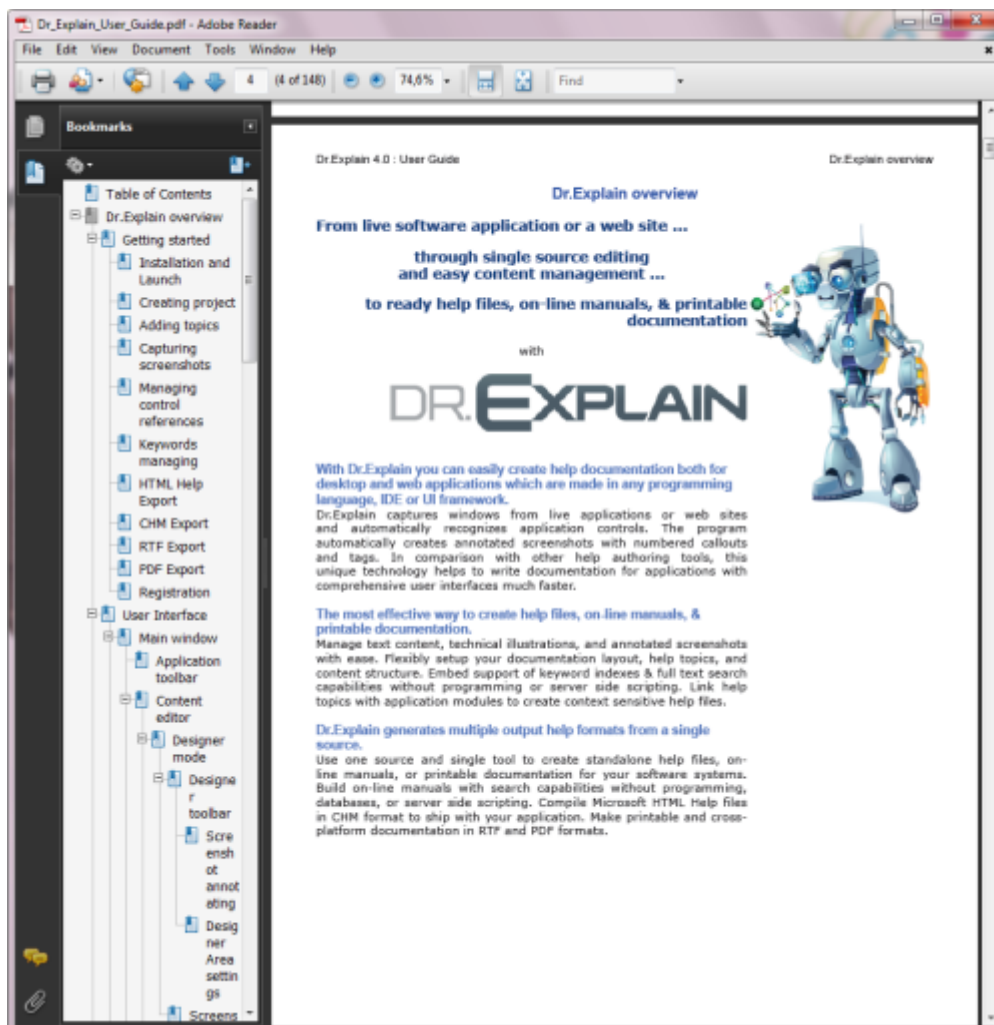 Dr_Explain_User_Guide.pdf - Adobe Reader
File Edit View Document Tools Window Help
4 (4 of 148) 74,6% Find
Bookmarks
Table of Contents
Dr.Explain overview
Getting started
Installation and
Launch
Creating project
Adding topics
Capturing
screenshots
Managing
control
references
Keywords
managing
HTML Help
Export
CHM Export
RTF Export
PDF Export
Registration
User Interface
Main window
Application
toolbar
Content
editor
Designer
mode
Designe
r
toolbar
Scre
ensh
ot
annot
ating
Desig
ner
Area
settin
gs
Screens
Dr.Explain 4.0 : User Guide
Dr.Explain overview
Dr.Explain overview
From live software application or a web site ...
through single source editing
and easy content management ...
to ready help files, on-line manuals, & printable
documentation
with
DR.EXPLAIN
With Dr.Explain you can easily create help documentation both for
desktop and web applications which are made in any programming
language, IDE or UI framework.
Dr.Explain captures windows from live applications or web sites
and automatically recognizes application controls. The program
automatically creates annotated screenshots with numbered callouts
and tags. In comparison with other help authoring tools, this
unique technology helps to write documentation for applications with
comprehensive user interfaces much faster.
The most effective way to create help files, on-line manuals, &
printable documentation.
Manage text content, technical illustrations, and annotated screenshots
with ease. Flexibly setup your documentation layout, help topics, and
content structure. Embed support of keyword indexes & full text search
capabilities without programming or server side scripting. Link help
topics with application modules to create context sensitive help files.
Dr.Explain generates multiple output help formats from a single
source.
Use one source and single tool to create standalone help files, on-
line manuals, or printable documentation for your software systems.
Build on-line manuals with search capabilities without programming,
databases, or server side scripting. Compile Microsoft HTML Help files
in CHM format to ship with your application. Make printable and cross-
platform documentation in RTF and PDF formats.